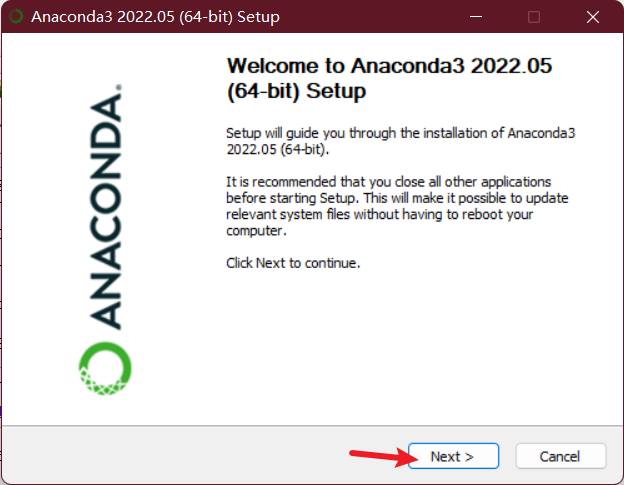 Anaconda3 2022.05 (64-bit) Setup
Welcome to Anaconda3 2022.05
(64-bit) Setup
ANACONDA.
Setup will guide you through the installation of Anaconda3
2022.05 (64-bit).
It is recommended that you close all other applications
before starting Setup. This will make it possible to update
relevant system files without having to reboot your
computer.
Click Next to continue.
Next >
Cancel